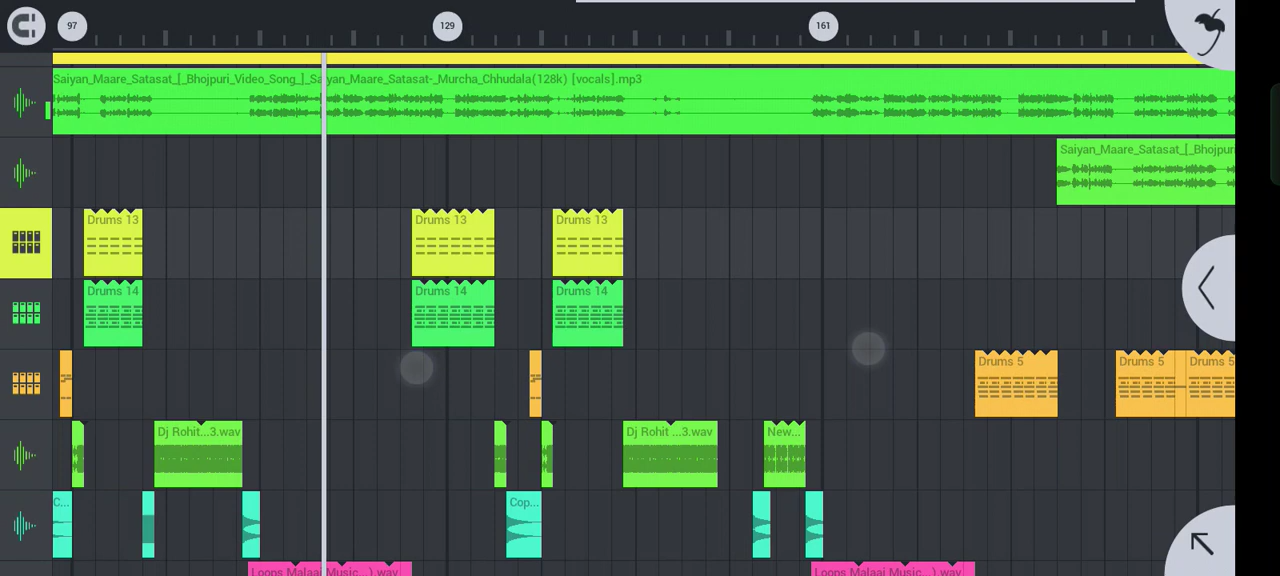 97 129 161
Saiyan_Maare_Satasat_[_Bhojpuri_Video_Song_]_Saiyan_Maare_Satasat-_Murcha_Chhudala(128k) [vocals].mp3
Saiyan_Maare_Satasat_[_Bhojpuri
Drums 13 Drums 13 Drums 13
Drums 14 Drums 14 Drums 14
Drums 5 Drums 5 Drums 5
Dj Rohit...3.wav Dj Rohit ...3.wav New...
C... Cop...
Loops Malaai Music...).wav Loops Malaai Music...).wav